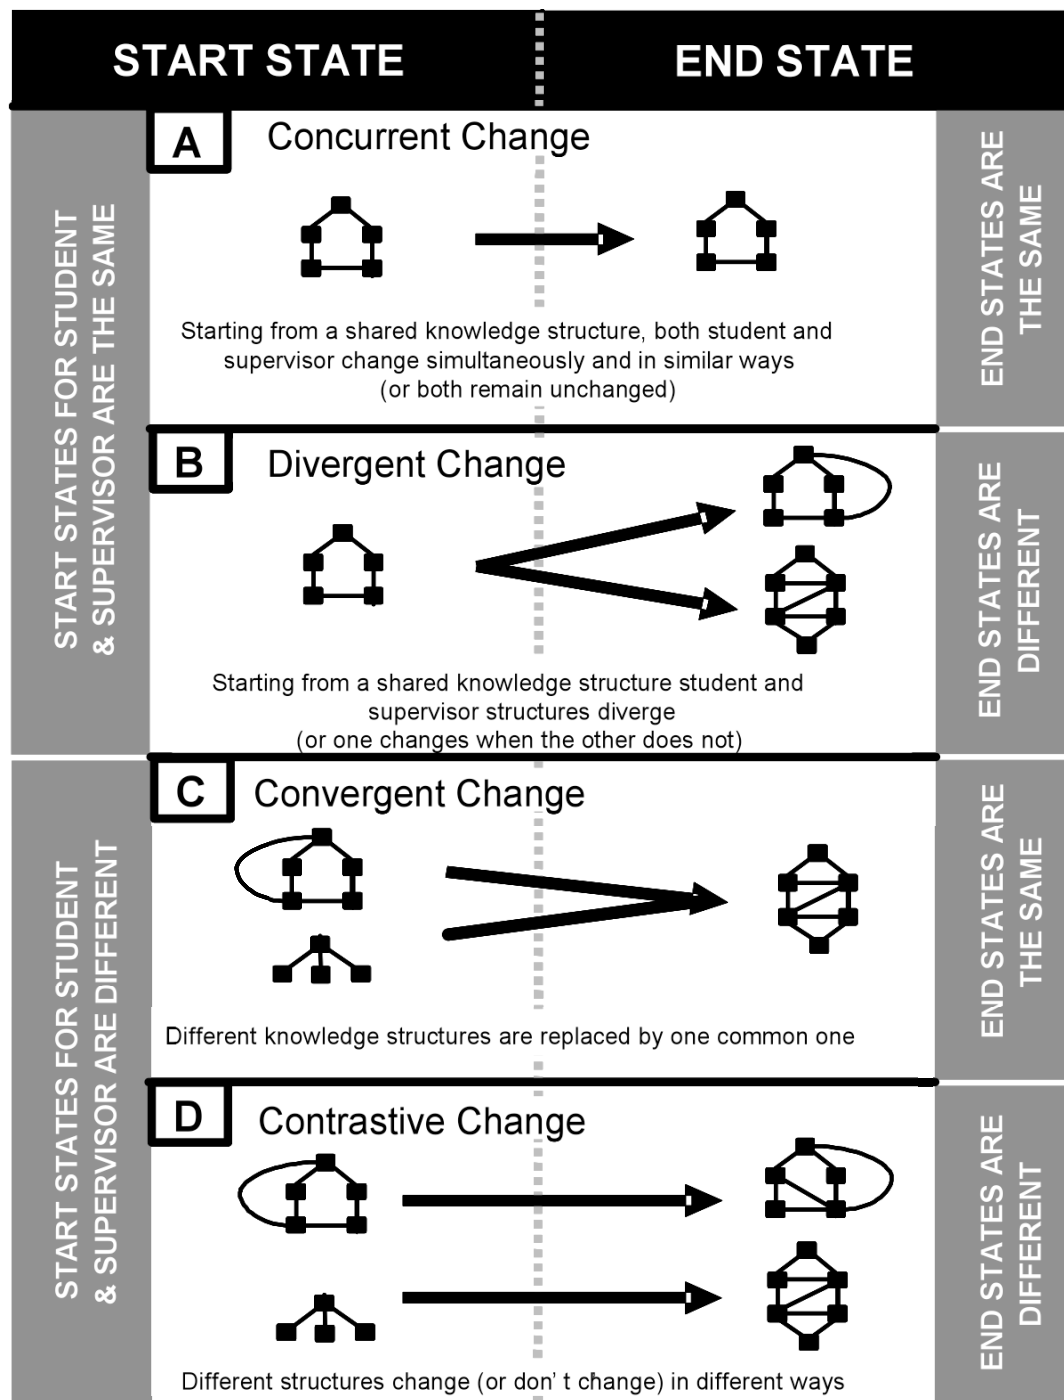 START STATE
END STATE
START STATES FOR STUDENT
& SUPERVISOR ARE THE SAME
A
Concurrent Change
Starting from a shared knowledge structure, both student and
supervisor change simultaneously and in similar ways
(or both remain unchanged)
END STATES ARE
THE SAME
B
Divergent Change
Starting from a shared knowledge structure student and
supervisor structures diverge
(or one changes when the other does not)
END STATES ARE
DIFFERENT
START STATES FOR STUDENT
& SUPERVISOR ARE DIFFERENT
C
Convergent Change
Different knowledge structures are replaced by one common one
END STATES ARE
THE SAME
D
Contrastive Change
Different structures change (or don' t change) in different ways
END STATES ARE
DIFFERENT